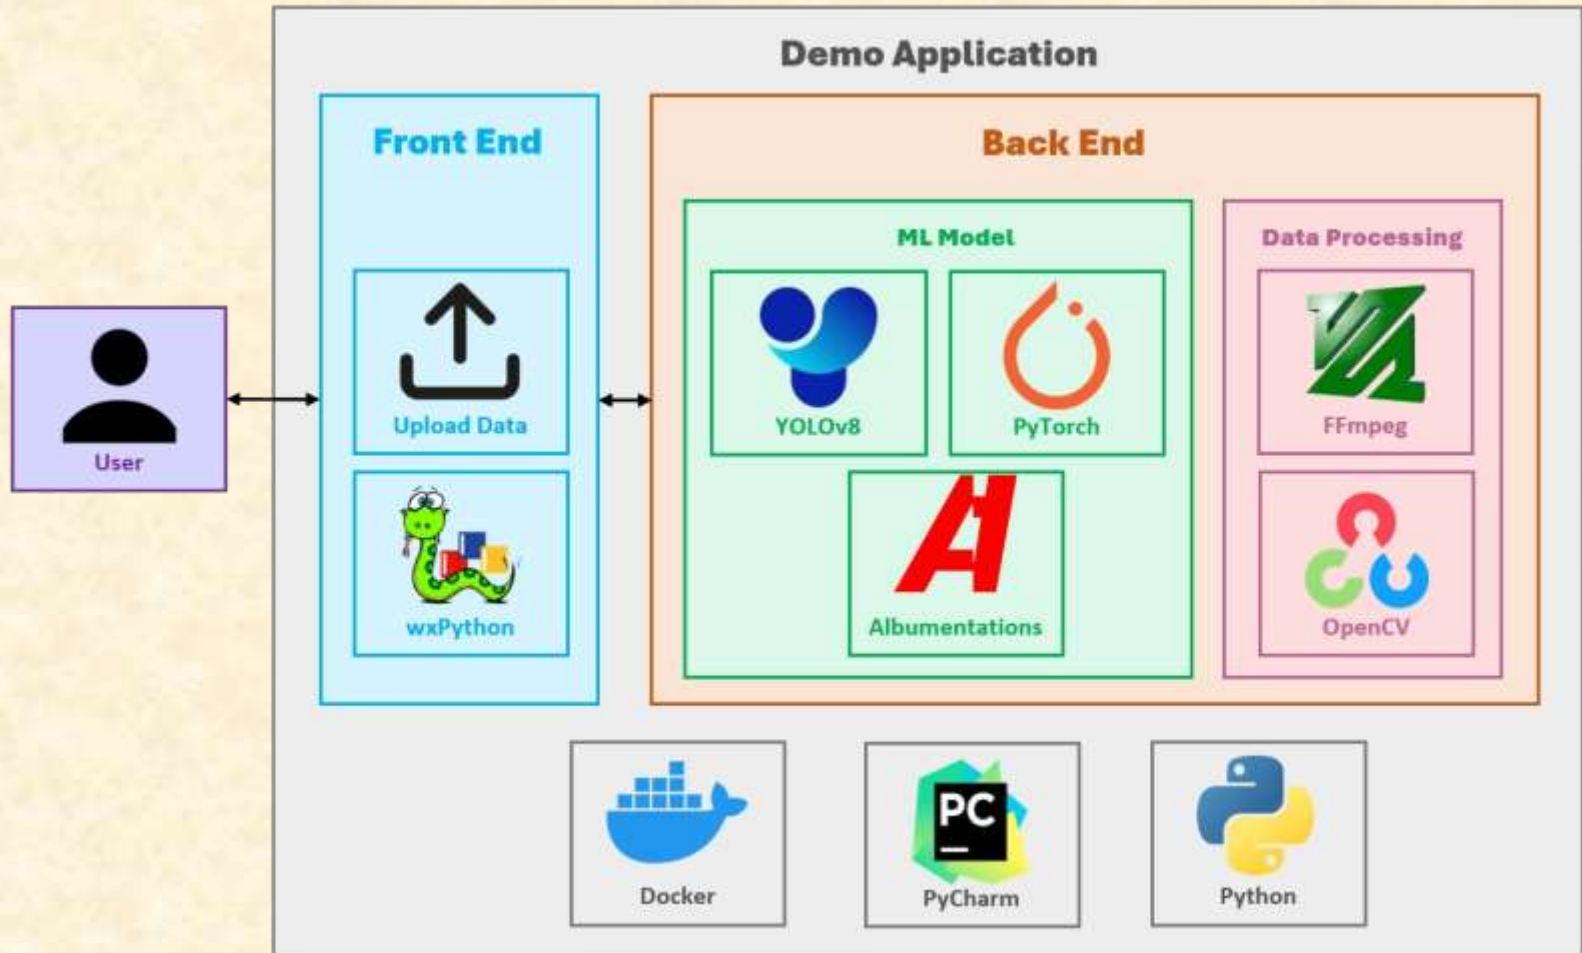 Demo Application
Front End
Back End
ML Model
Data Processing
Upload Data
YOLOv8
PyTorch
FFmpeg
User
wxPython
Albumentations
OpenCV
PC
Docker
PyCharm
Python